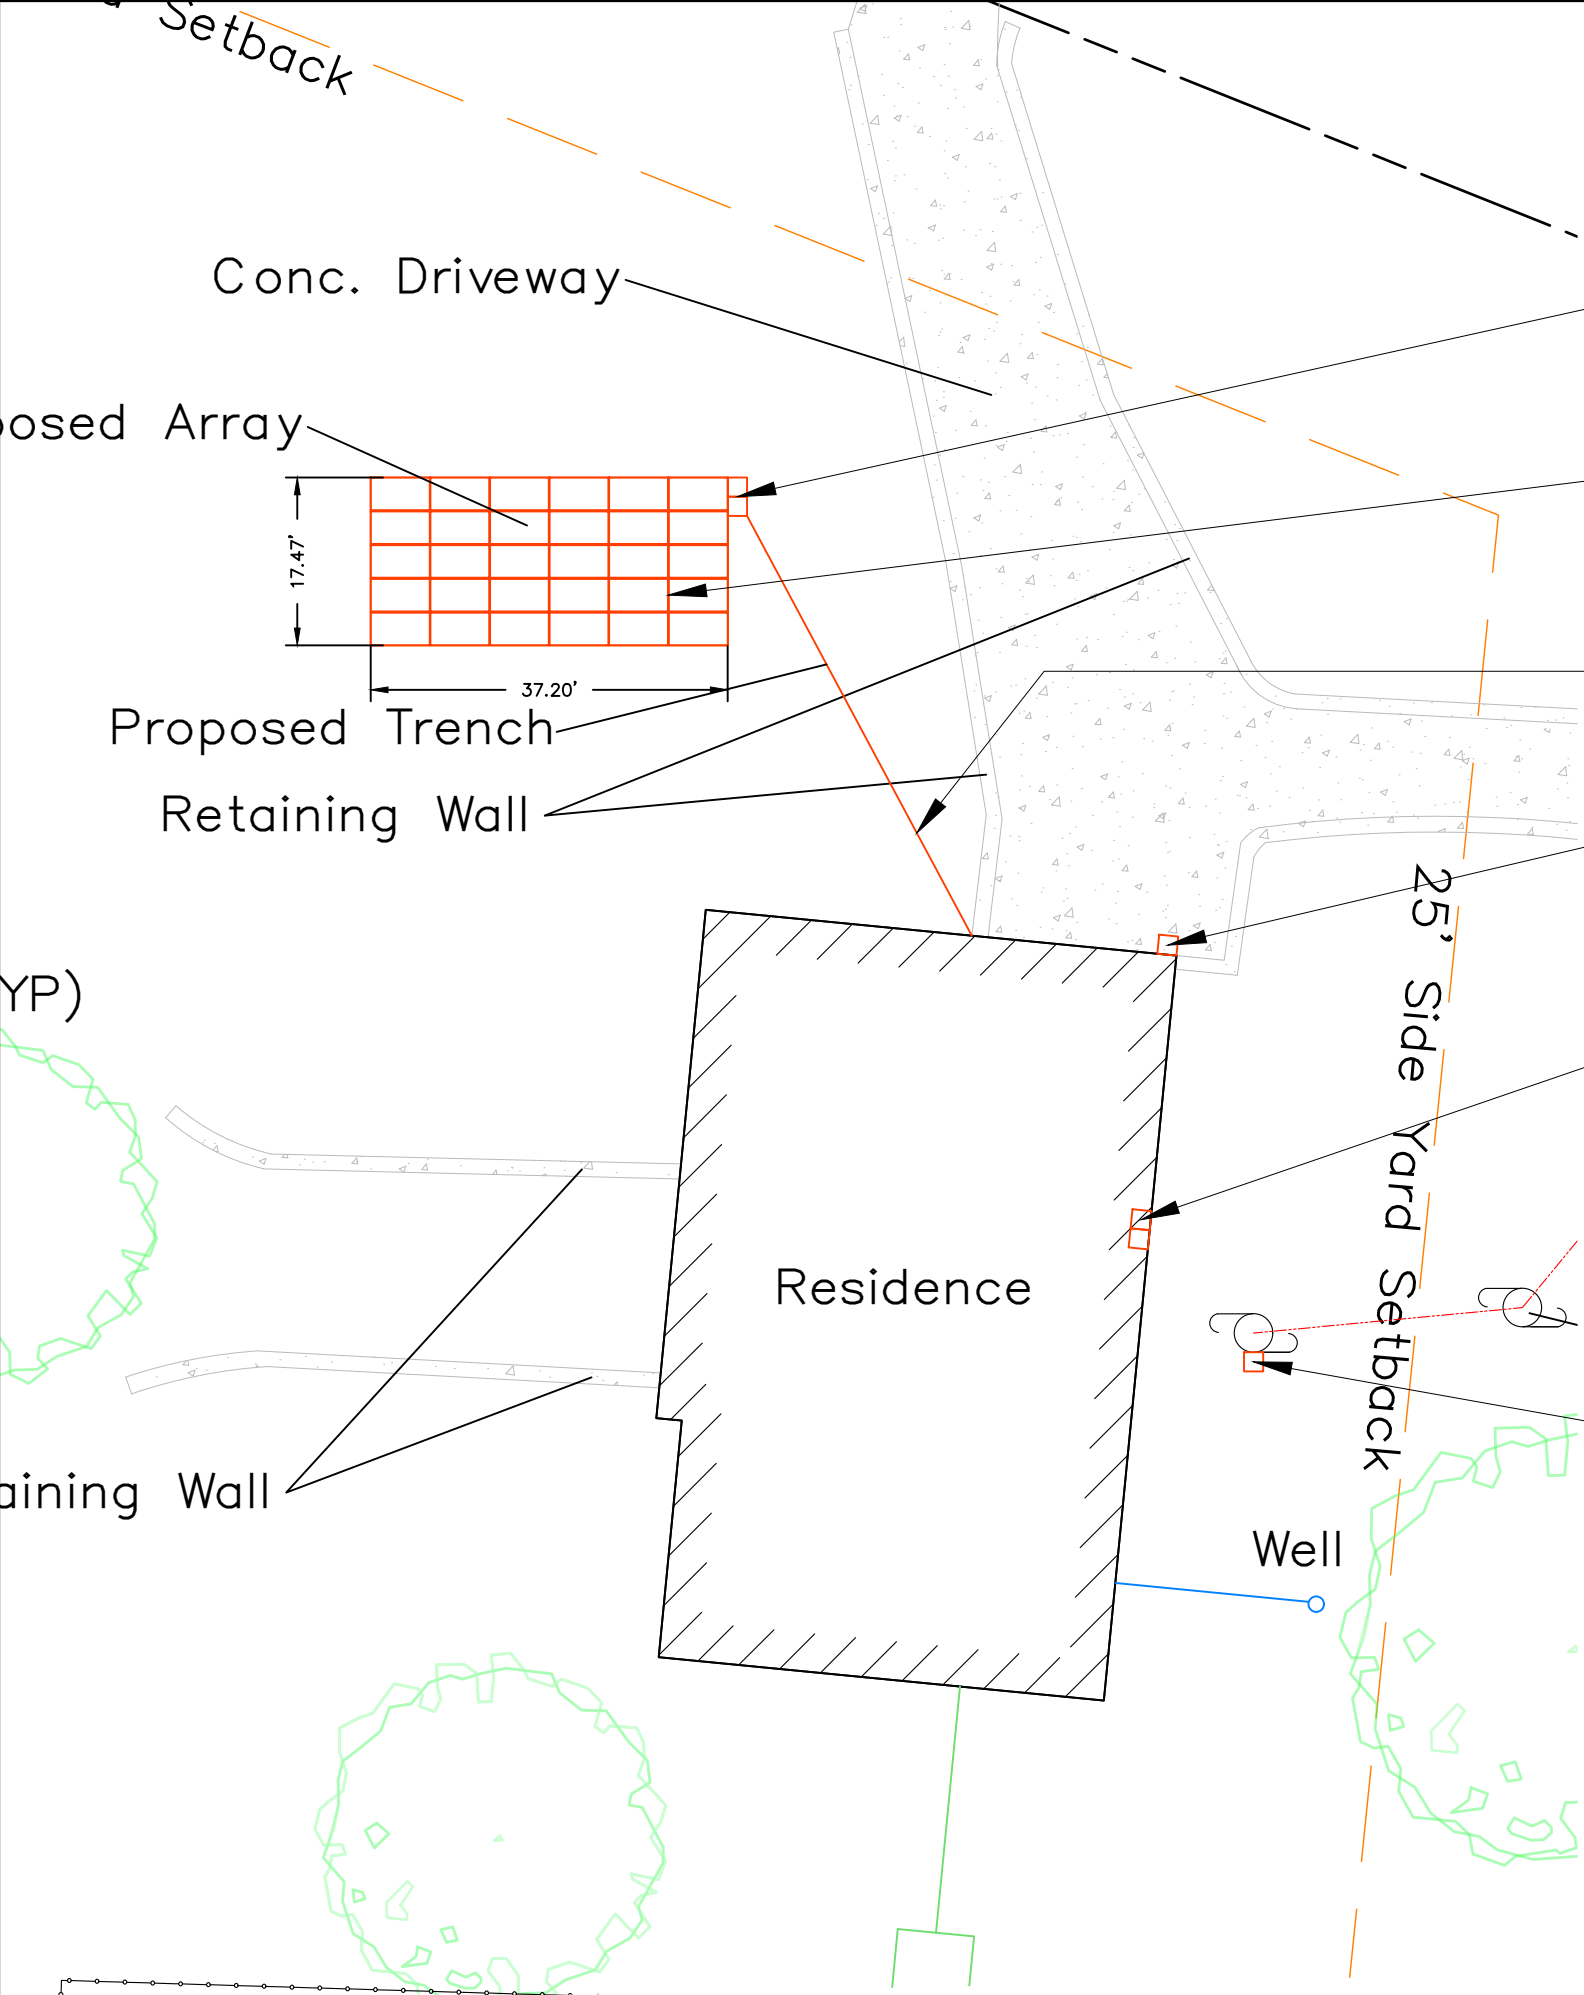 Setback
Conc. Driveway
posed Array
17.47'
37.20'
Proposed Trench
Retaining Wall
25' Side Yard Setback
YP)
Residence
aining Wall
Well